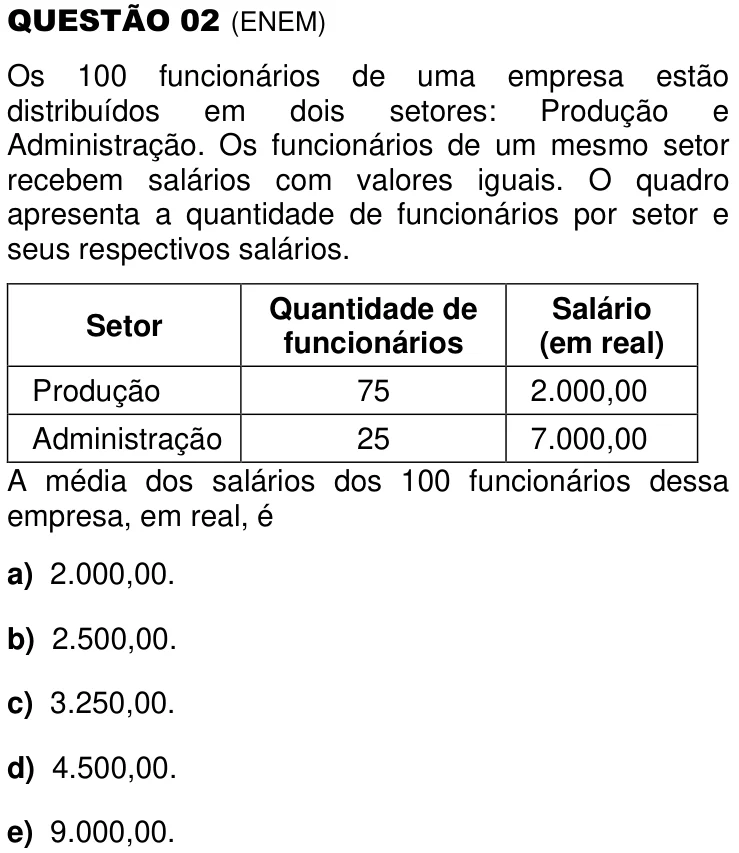 QUESTÃO 02 (ENEM)
Os 100 funcionários de uma empresa estão
distribuídos em dois setores: Produção e
Administração. Os funcionários de um mesmo setor
recebem salários com valores iguais. O quadro
apresenta a quantidade de funcionários por setor e
seus respectivos salários.
Setor Quantidade de funcionários Salário (em real)
Produção 75 2.000,00
Administração 25 7.000,00
A média dos salários dos 100 funcionários dessa
empresa, em real, é
a) 2.000,00.
b) 2.500,00.
c) 3.250,00.
d) 4.500,00.
e) 9.000,00.